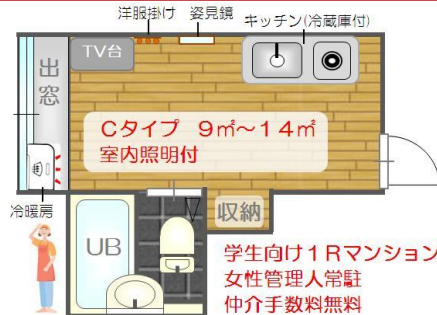 洋服掛け 姿見鏡 キッチン(冷蔵庫付)
TV台
出窓
Cタイプ 9㎡～14㎡
室内照明付
冷暖房
UB
収納
学生向け1Rマンション
女性管理人常駐
仲介手数料無料